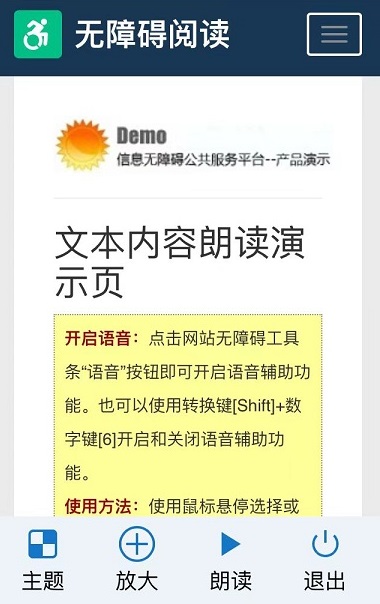 无障碍阅读
Demo
信息无障碍公共服务平台--产品演示
文本内容朗读演
示页
开启语音：点击网站无障碍工具
条“语音”按钮即可开启语音辅助功
能。也可以使用转换键[Shift]+数
字键[6]开启和关闭语音辅助功
能。
使用方法：使用鼠标悬停选择或
主题 放大 朗读 退出